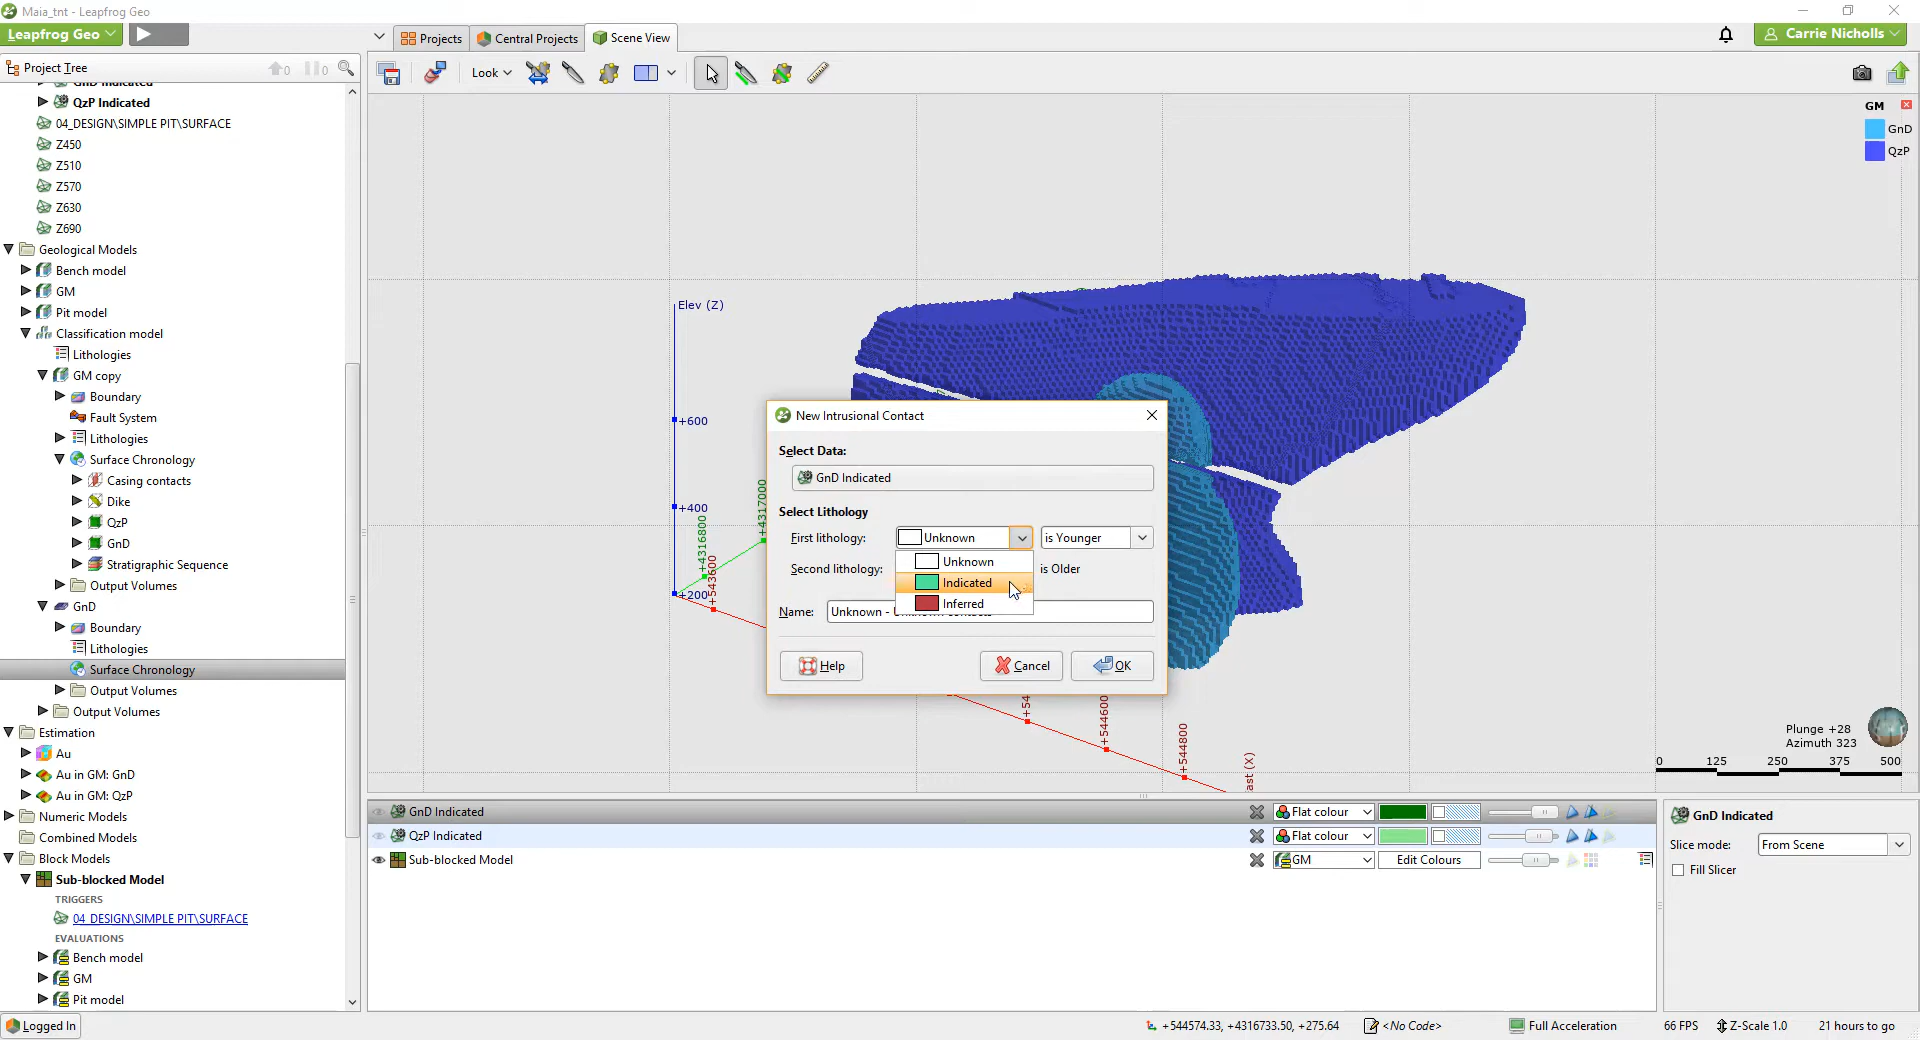 Maia_tnt - Leapfrog Geo
Leapfrog Geo
Projects
Central Projects
Scene View
Carrie Nicholls
Project Tree
0
0
Look
GnD Indicated
QzP Indicated
04_DESIGN\SIMPLE PIT\SURFACE
Z450
Z510
Z570
Z630
Z690
Geological Models
Bench model
GM
Pit model
Classification model
Lithologies
GM copy
Boundary
Fault System
Lithologies
Surface Chronology
Casing contacts
Dike
QzP
GnD
Stratigraphic Sequence
Output Volumes
GnD
Boundary
Lithologies
Surface Chronology
Output Volumes
Output Volumes
Estimation
Au
Au in GM: GnD
Au in GM: QzP
Numeric Models
Combined Models
Block Models
Sub-blocked Model
TRIGGERS
04_DESIGN\SIMPLE PIT\SURFACE
EVALUATIONS
Bench model
GM
Pit model
GM
GnD
QzP
Elev (Z)
+600
+400
+200
+4317000
+4316800
+543600
+544600
+544800
Plunge +28
Azimuth 323
0 125 250 375 500
New Intrusional Contact
Select Data:
GnD Indicated
Select Lithology
First lithology:
Unknown
is Younger
Unknown
Indicated
Inferred
Second lithology:
is Older
Name:
Help
Cancel
OK
GnD Indicated
Flat colour
QzP Indicated
Flat colour
Sub-blocked Model
GM
Edit Colours
GnD Indicated
Slice mode:
From Scene
Fill Slicer
Logged In
+544574.33, +4316733.50, +275.64
<No Code>
Full Acceleration
66 FPS
Z-Scale 1.0
21 hours to go